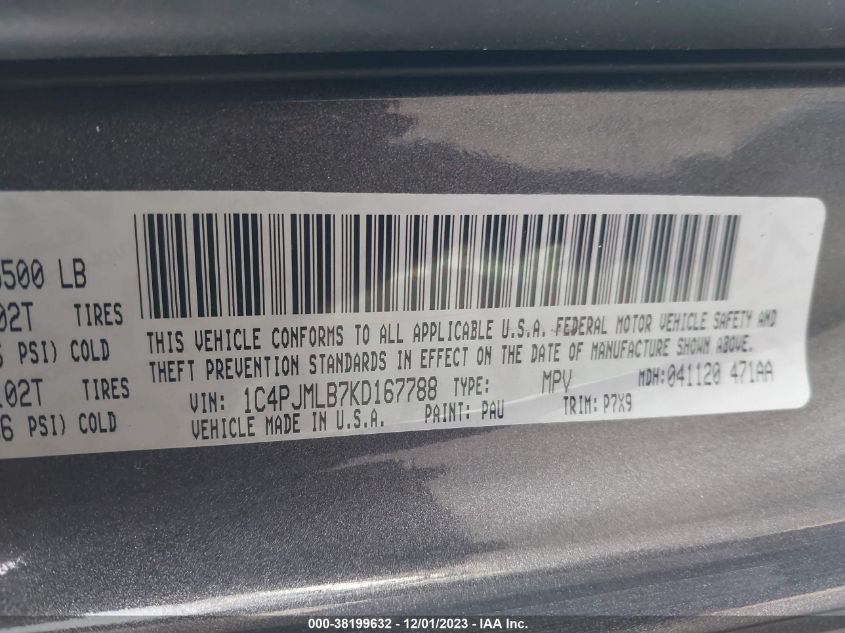 500 LB
02T TIRES
PSI) COLD
02T TIRES
6 PSI) COLD
THIS VEHICLE CONFORMS TO ALL APPLICABLE U.S.A. FEDERAL MOTOR VEHICLE SAFETY AND
THEFT PREVENTION STANDARDS IN EFFECT ON THE DATE OF MANUFACTURE SHOWN ABOVE.
VIN: 1C4PJMLB7KD167788 TYPE: MPV MDH: 041120 471AA
VEHICLE MADE IN U.S.A. PAINT: PAU TRIM: P7X9
000-38199632 - 12/01/2023 - IAAI Inc.